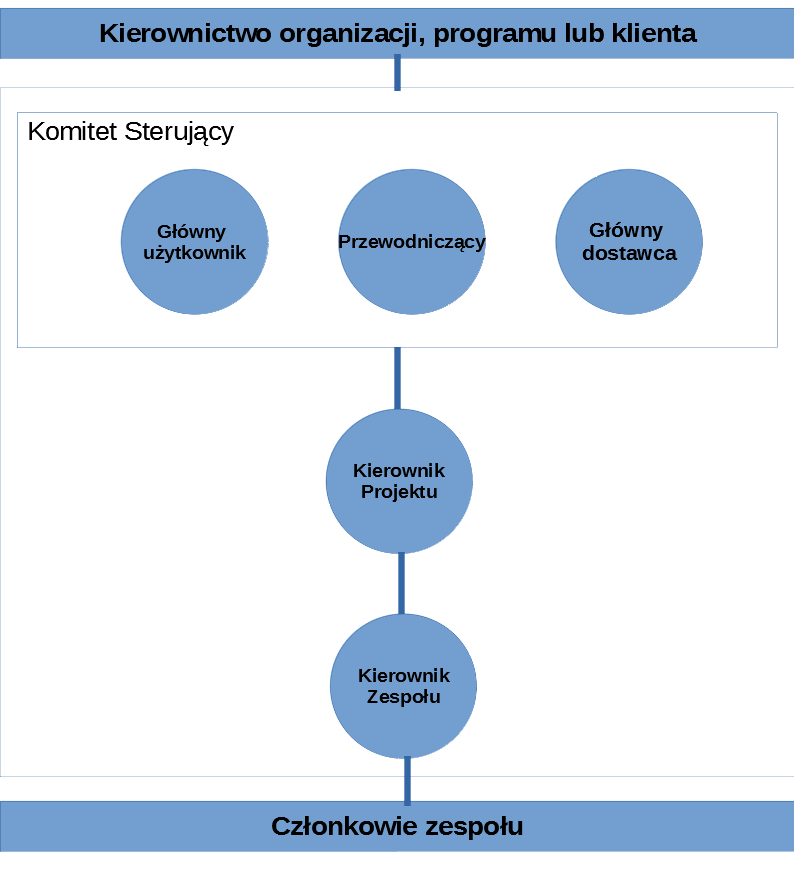 Kierownictwo organizacji, programu lub klienta
Komitet Sterujący
Główny
użytkownik
Przewodniczący
Główny
dostawca
Kierownik
Projektu
Kierownik
Zespołu
Członkowie zespołu